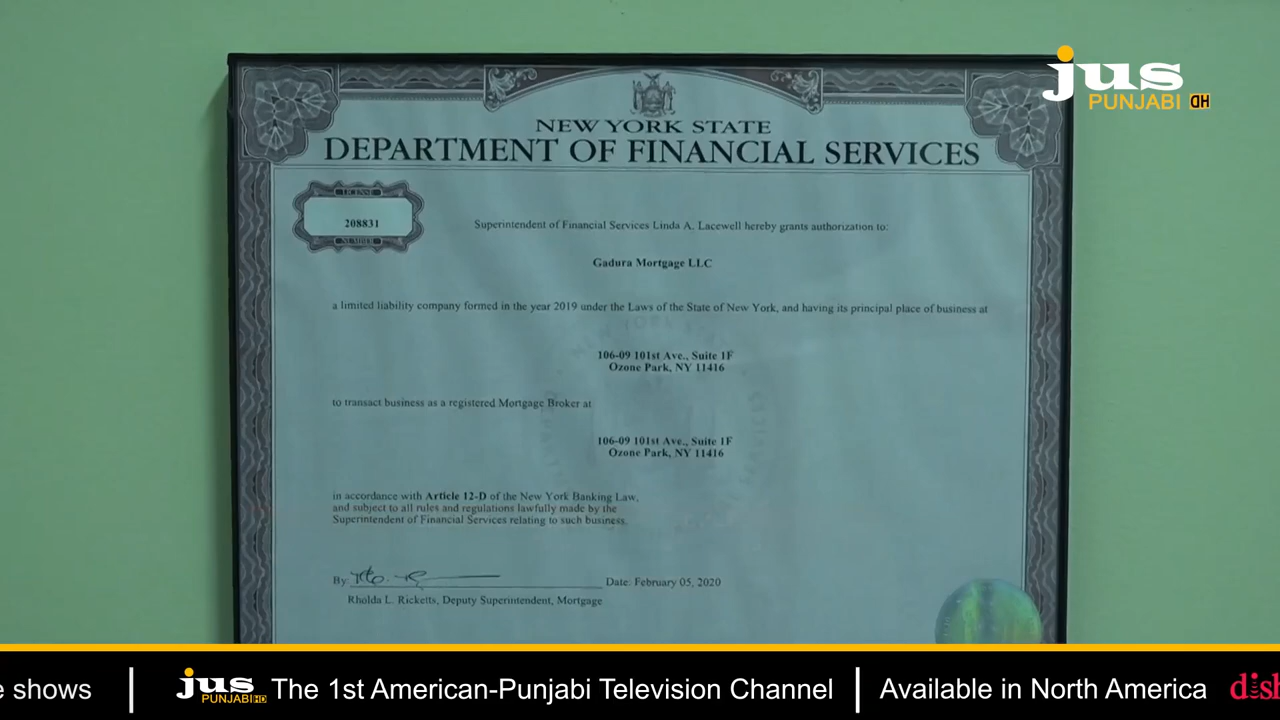 jus
PUNJABI HD
NEW YORK STATE
DEPARTMENT OF FINANCIAL SERVICES
LICENSE
208831
NUMBER
Superintendent of Financial Services Linda A. Lacewell hereby grants authorization to:
Gadura Mortgage LLC
a limited liability company formed in the year 2019 under the Laws of the State of New York, and having its principal place of business at
106-09 101st Ave., Suite 1F
Ozone Park, NY 11416
to transact business as a registered Mortgage Broker at
106-09 101st Ave., Suite 1F
Ozone Park, NY 11416
in accordance with Article 12-D of the New York Banking Law,
and subject to all rules and regulations lawfully made by the
Superintendent of Financial Services relating to such business.
By: Date: February 05, 2020
Rholda L. Ricketts, Deputy Superintendent, Mortgage
e shows | jus PUNJABI HD The 1st American-Punjabi Television Channel | Available in North America dish